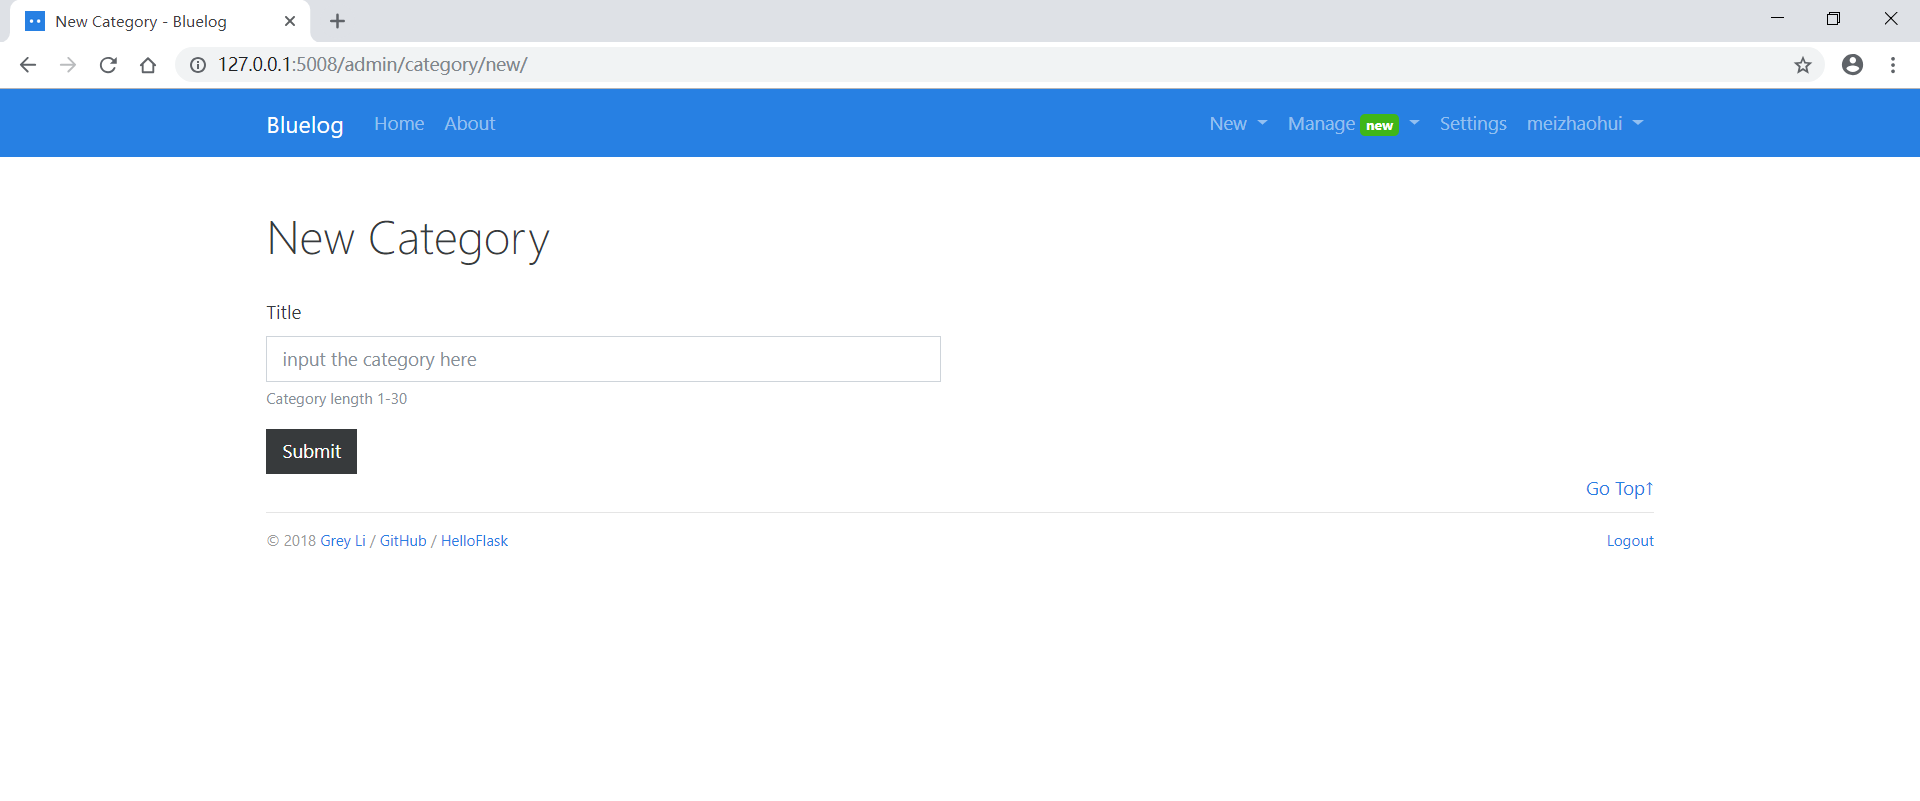 New Category - Bluelog
127.0.0.1:5008/admin/category/new/
Bluelog Home About New Manage new Settings meizhaohui
New Category
Title
input the category here
Category length 1-30
Submit
Go Top↑
© 2018 Grey Li / GitHub / HelloFlask Logout